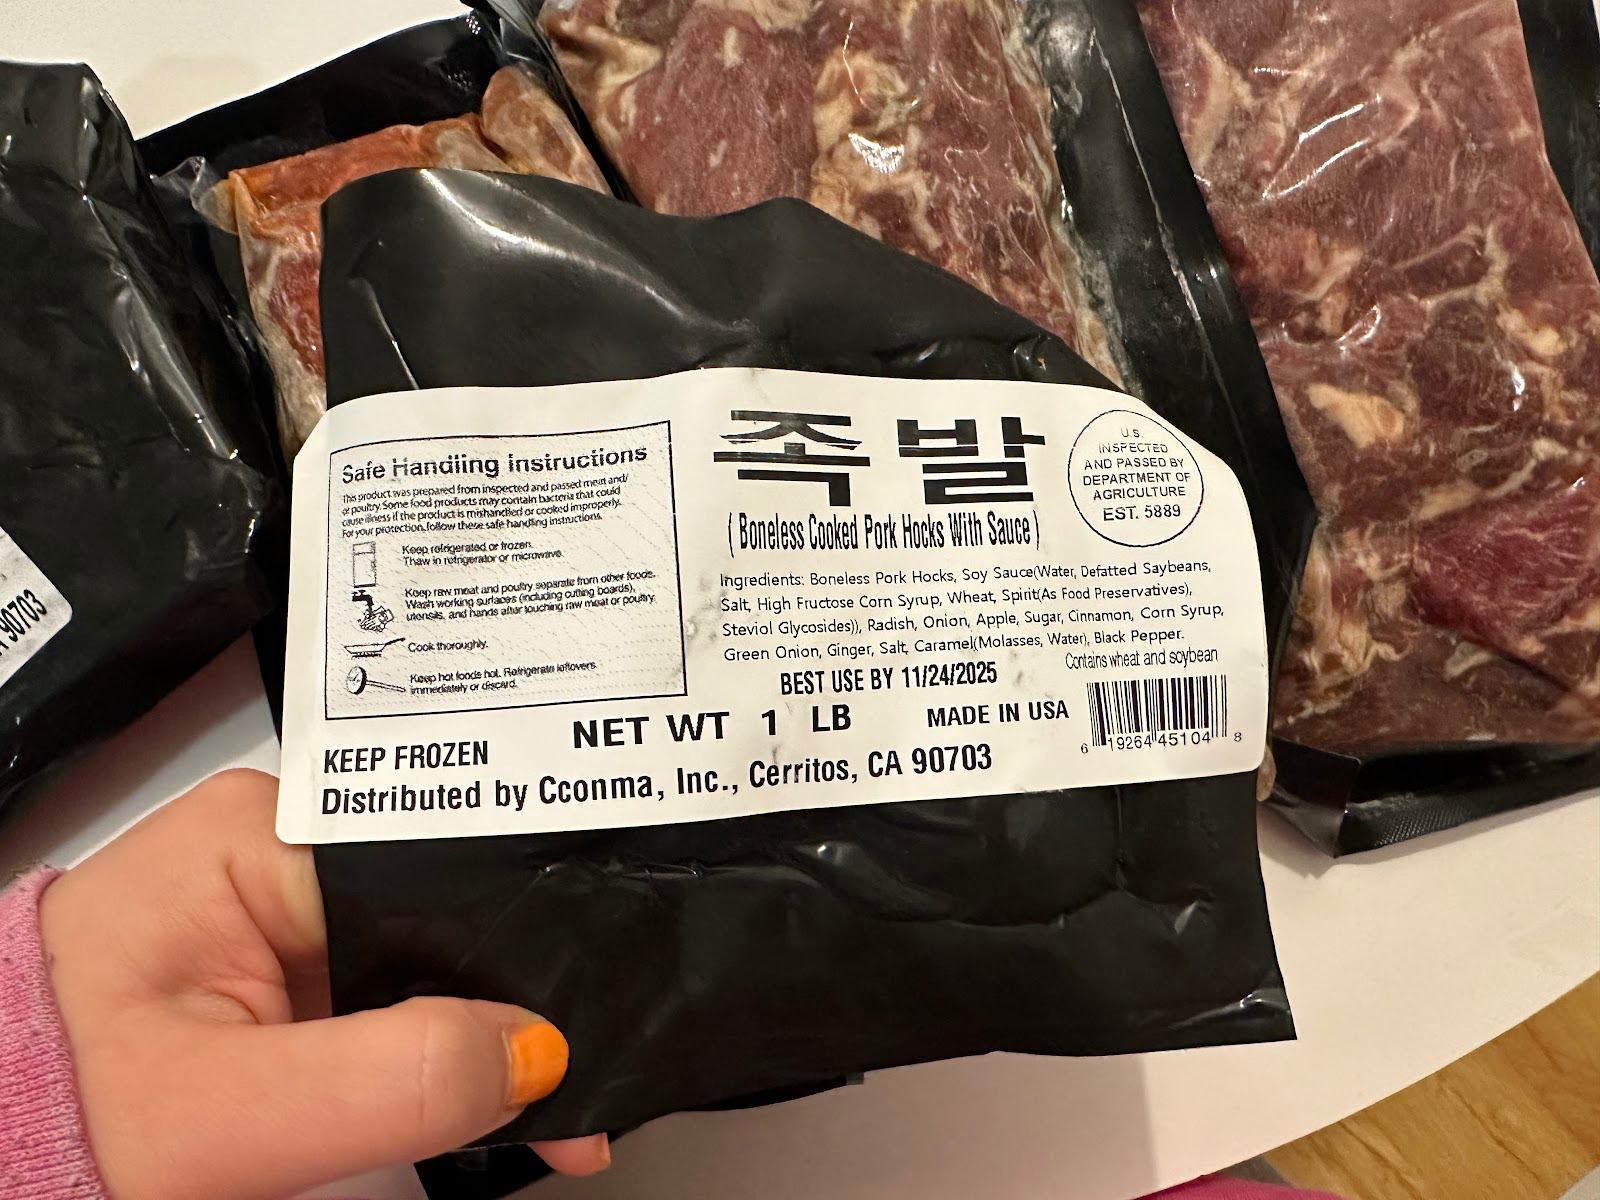 90703
Safe Handling Instructions
This product was prepared from inspected and passed meat and/
or poultry. Some food products may contain bacteria that could
cause illness if the product is mishandled or cooked improperly.
For your protection, follow these safe handling instructions.
Keep refrigerated or frozen.
Thaw in refrigerator or microwave.
Keep raw meat and poultry separate from other foods.
Wash working surfaces (including cutting boards),
utensils, and hands after touching raw meat or poultry.
Cook thoroughly.
Keep hot foods hot. Refrigerate leftovers
immediately or discard.
족발
( Boneless Cooked Pork Hocks With Sauce )
U.S.
INSPECTED
AND PASSED BY
DEPARTMENT OF
AGRICULTURE
EST. 5889
Ingredients: Boneless Pork Hocks, Soy Sauce(Water, Defatted Saybeans,
Salt, High Fructose Corn Syrup, Wheat, Spirit(As Food Preservatives),
Steviol Glycosides)), Radish, Onion, Apple, Sugar, Cinnamon, Corn Syrup,
Green Onion, Ginger, Salt, Caramel(Molasses, Water), Black Pepper.
Contains wheat and soybean
BEST USE BY 11/24/2025
NET WT 1 LB
MADE IN USA
6 19264 45104 8
KEEP FROZEN
Distributed by Cconma, Inc., Cerritos, CA 90703